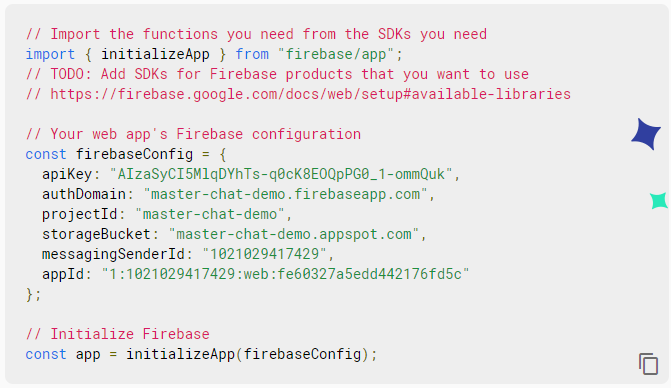 // Import the functions you need from the SDKs you need
import { initializeApp } from "firebase/app";
// TODO: Add SDKs for Firebase products that you want to use
// https://firebase.google.com/docs/web/setup#available-libraries
// Your web app's Firebase configuration
const firebaseConfig = {
apiKey: "AIzaSyCI5MlqDYhTs-q0cK8EOQpPG0_1-ommQuk",
authDomain: "master-chat-demo.firebaseapp.com",
projectId: "master-chat-demo",
storageBucket: "master-chat-demo.appspot.com",
messagingSenderId: "1021029417429",
appId: "1:1021029417429:web:fe60327a5edd442176fd5c"
};
// Initialize Firebase
const app = initializeApp(firebaseConfig);